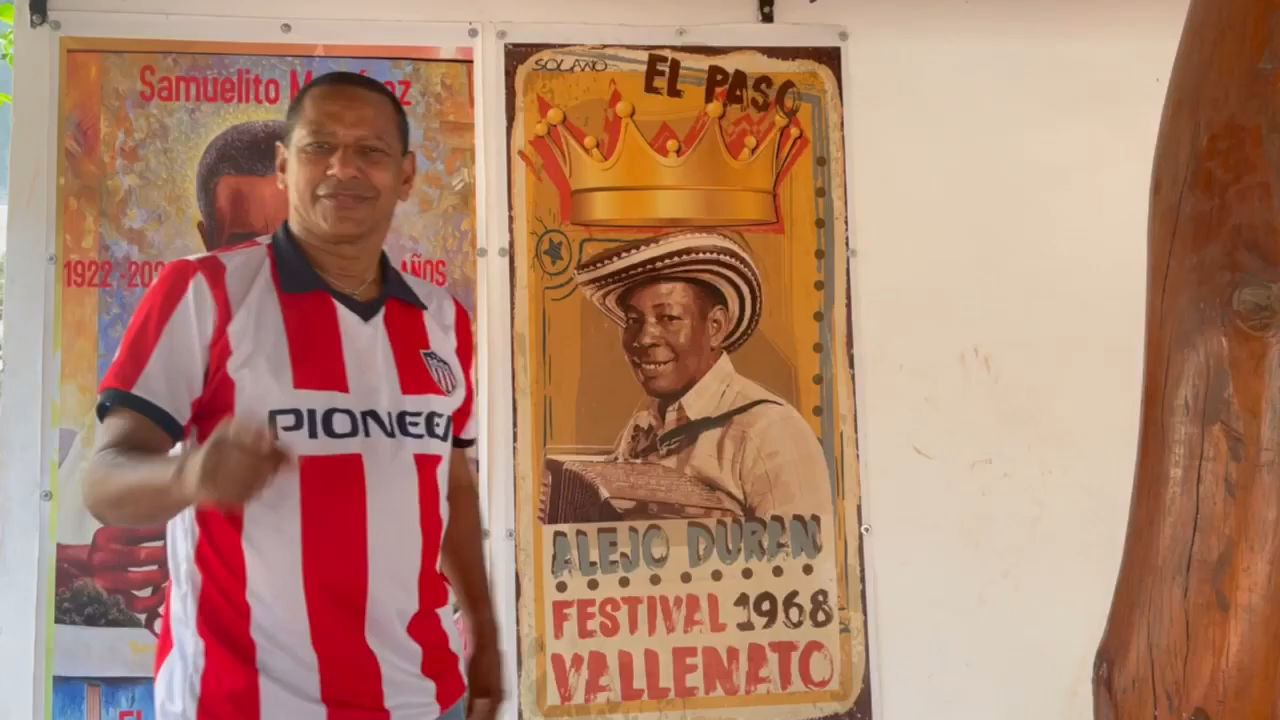 Samuelito
1922
AÑOS
PIONEE
SOLANO
EL PASO
ALEJO DURAN
FESTIVAL 1968
VALLENATO